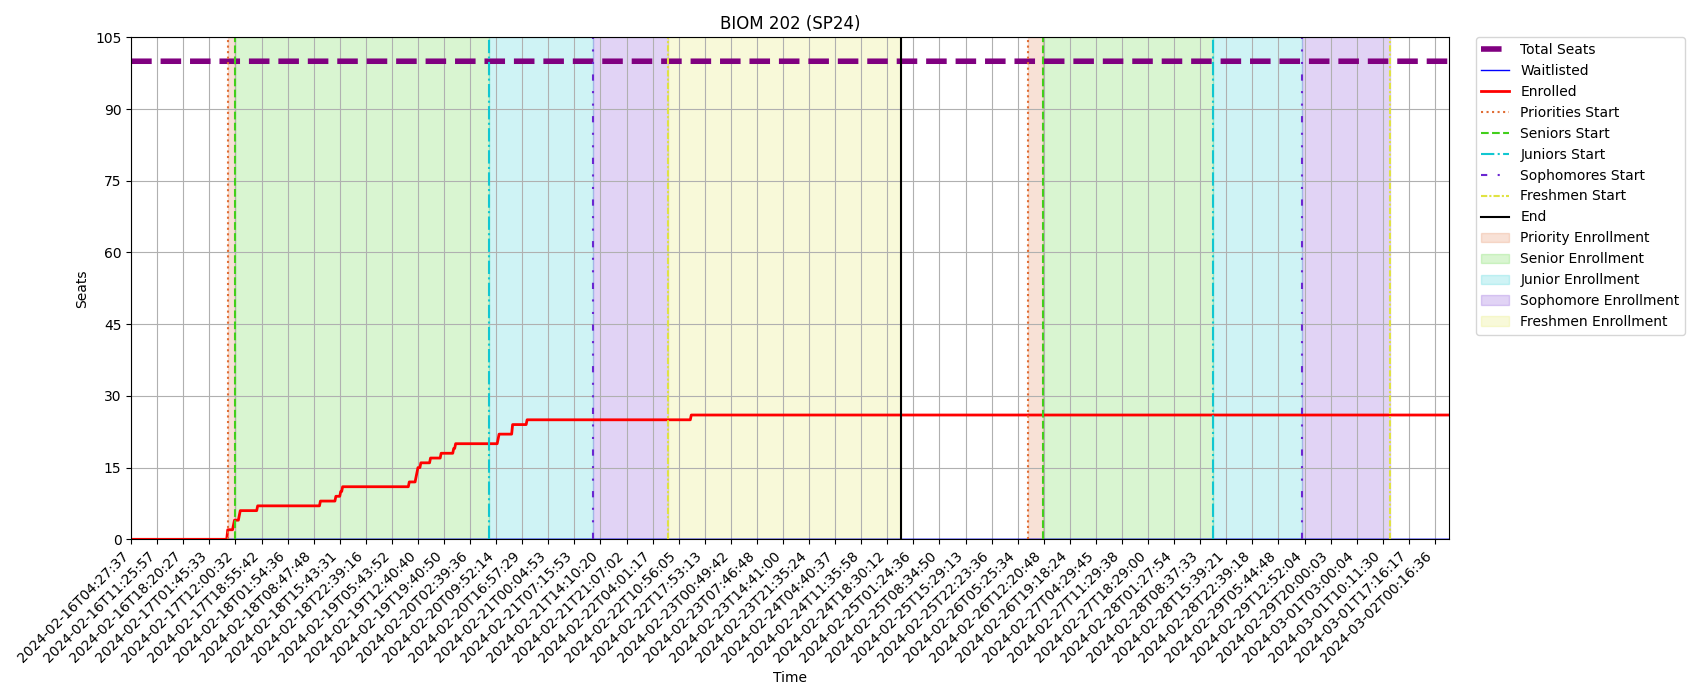 BIOM 202 (SP24)
105
90
75
60
45
30
15
0
Seats
2024-02-16T04:27:37
2024-02-16T11:25:57
2024-02-16T18:20:27
2024-02-17T01:45:33
2024-02-17T12:00:32
2024-02-17T18:55:42
2024-02-18T01:54:36
2024-02-18T08:47:48
2024-02-18T15:43:31
2024-02-18T22:39:16
2024-02-19T05:43:52
2024-02-19T12:40:40
2024-02-19T19:40:50
2024-02-20T02:39:36
2024-02-20T09:52:14
2024-02-20T16:57:29
2024-02-21T00:04:53
2024-02-21T07:15:53
2024-02-21T14:10:20
2024-02-21T21:07:02
2024-02-22T04:01:17
2024-02-22T10:56:05
2024-02-22T17:53:13
2024-02-23T00:49:42
2024-02-23T07:46:48
2024-02-23T14:41:00
2024-02-23T21:35:24
2024-02-24T04:40:37
2024-02-24T11:35:58
2024-02-24T18:30:12
2024-02-25T01:24:36
2024-02-25T08:34:50
2024-02-25T15:29:13
2024-02-25T22:23:36
2024-02-26T05:25:34
2024-02-26T12:20:48
2024-02-26T19:18:24
2024-02-27T04:29:45
2024-02-27T11:29:38
2024-02-27T18:29:00
2024-02-28T01:27:54
2024-02-28T08:37:33
2024-02-28T15:39:21
2024-02-28T22:39:18
2024-02-29T05:44:48
2024-02-29T12:52:04
2024-02-29T20:00:03
2024-03-01T03:00:04
2024-03-01T10:11:30
2024-03-01T17:16:17
2024-03-02T00:16:36
Time
Total Seats
Waitlisted
Enrolled
Priorities Start
Seniors Start
Juniors Start
Sophomores Start
Freshmen Start
End
Priority Enrollment
Senior Enrollment
Junior Enrollment
Sophomore Enrollment
Freshmen Enrollment